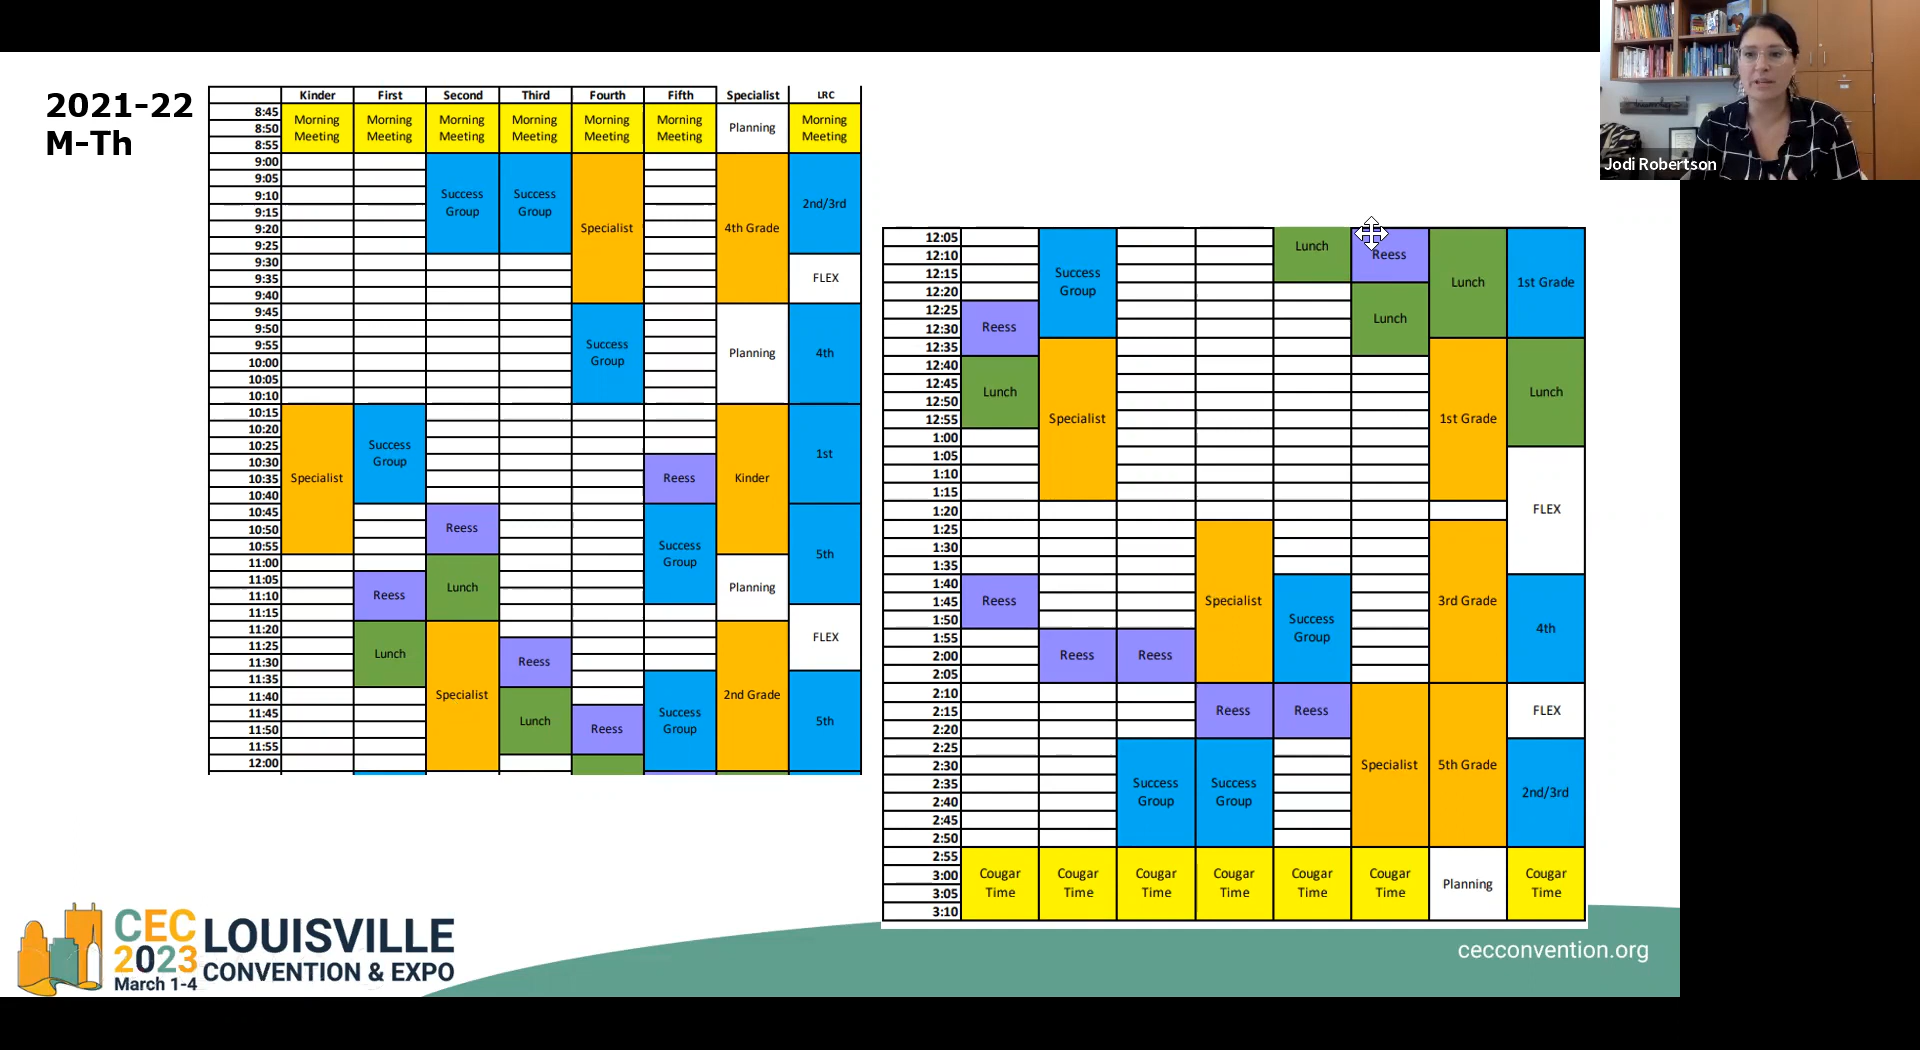 2021-22
M-Th
Kinder First Second Third Fourth Fifth Specialist LRC
8:45
8:50
8:55
9:00
9:05
9:10
9:15
9:20
9:25
9:30
9:35
9:40
9:45
9:50
9:55
10:00
10:05
10:10
10:15
10:20
10:25
10:30
10:35
10:40
10:45
10:50
10:55
11:00
11:05
11:10
11:15
11:20
11:25
11:30
11:35
11:40
11:45
11:50
11:55
12:00
Morning
Meeting
Specialist
Morning
Meeting
Success
Group
Reess
Lunch
Morning
Meeting
Success
Group
Reess
Lunch
Specialist
Morning
Meeting
Success
Group
Reess
Lunch
Morning
Meeting
Specialist
Success
Group
Reess
Morning
Meeting
Reess
Success
Group
Success
Group
Planning
4th Grade
Planning
Kinder
Planning
2nd Grade
Morning
Meeting
2nd/3rd
FLEX
4th
1st
5th
FLEX
5th
12:05
12:10
12:15
12:20
12:25
12:30
12:35
12:40
12:45
12:50
12:55
1:00
1:05
1:10
1:15
1:20
1:25
1:30
1:35
1:40
1:45
1:50
1:55
2:00
2:05
2:10
2:15
2:20
2:25
2:30
2:35
2:40
2:45
2:50
2:55
3:00
3:05
3:10
Reess
Lunch
Reess
Cougar
Time
Success
Group
Specialist
Reess
Cougar
Time
Reess
Success
Group
Cougar
Time
Specialist
Reess
Success
Group
Cougar
Time
Lunch
Success
Group
Reess
Cougar
Time
Reess
Lunch
Specialist
Cougar
Time
Lunch
1st Grade
3rd Grade
5th Grade
Planning
1st Grade
Lunch
FLEX
4th
FLEX
2nd/3rd
Cougar
Time
Jodi Robertson
CEC
2023
March 1-4
LOUISVILLE
CONVENTION & EXPO
cecconvention.org